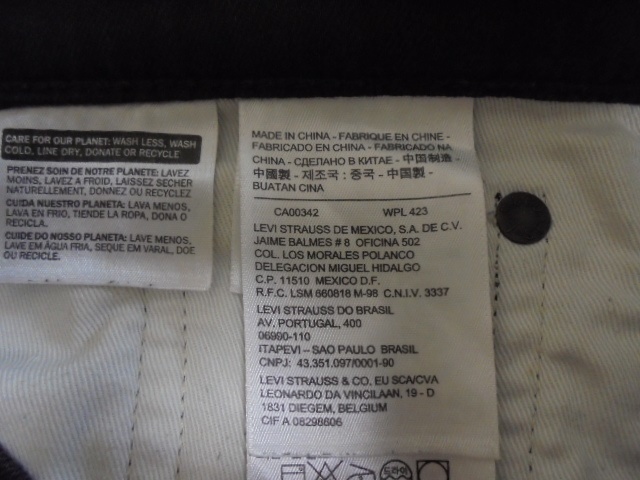 CARE FOR OUR PLANET: WASH LESS, WASH
COLD, LINE DRY, DONATE OR RECYCLE
PRENEZ SOIN DE NOTRE PLANETE: LAVEZ
MOINS, LAVEZ A FROID, LAISSEZ SECHER
NATURELLEMENT, DONNEZ OU RECYCLEZ
CUIDA NUESTRO PLANETA: LAVA MENOS,
LAVA EN FRIO, TIENDE LA ROPA, DONA O
RECICLA.
CUIDE DO NOSSO PLANETA: LAVE MENOS,
LAVE EM ÁGUA FRIA, SEQUE EM VARAL, DOE
OU RECICLE.
MADE IN CHINA - FABRIQUE EN CHINE -
FABRICADO EN CHINA - FABRICADO NA
CHINA - СДЕЛАНО В КИТАЕ - 中国制造 -
中國製 - 제조국 : 중국 - 中国製 -
BUATAN CINA
CA00342 WPL 423
LEVI STRAUSS DE MEXICO, S.A. DE C.V.
JAIME BALMES # 8 OFICINA 502
COL. LOS MORALES POLANCO
DELEGACION MIGUEL HIDALGO
C.P. 11510 MEXICO D.F.
R.F.C. LSM 660818 M-98 C.N.I.V. 3337
LEVI STRAUSS DO BRASIL
AV. PORTUGAL, 400
06690-110
ITAPEVI – SAO PAULO BRASIL
CNPJ: 43.351.097/0001-90
LEVI STRAUSS & CO. EU SCA/CVA
LEONARDO DA VINCILAAN, 19 - D
1831 DIEGEM, BELGIUM
CIF A 08298606
드라이